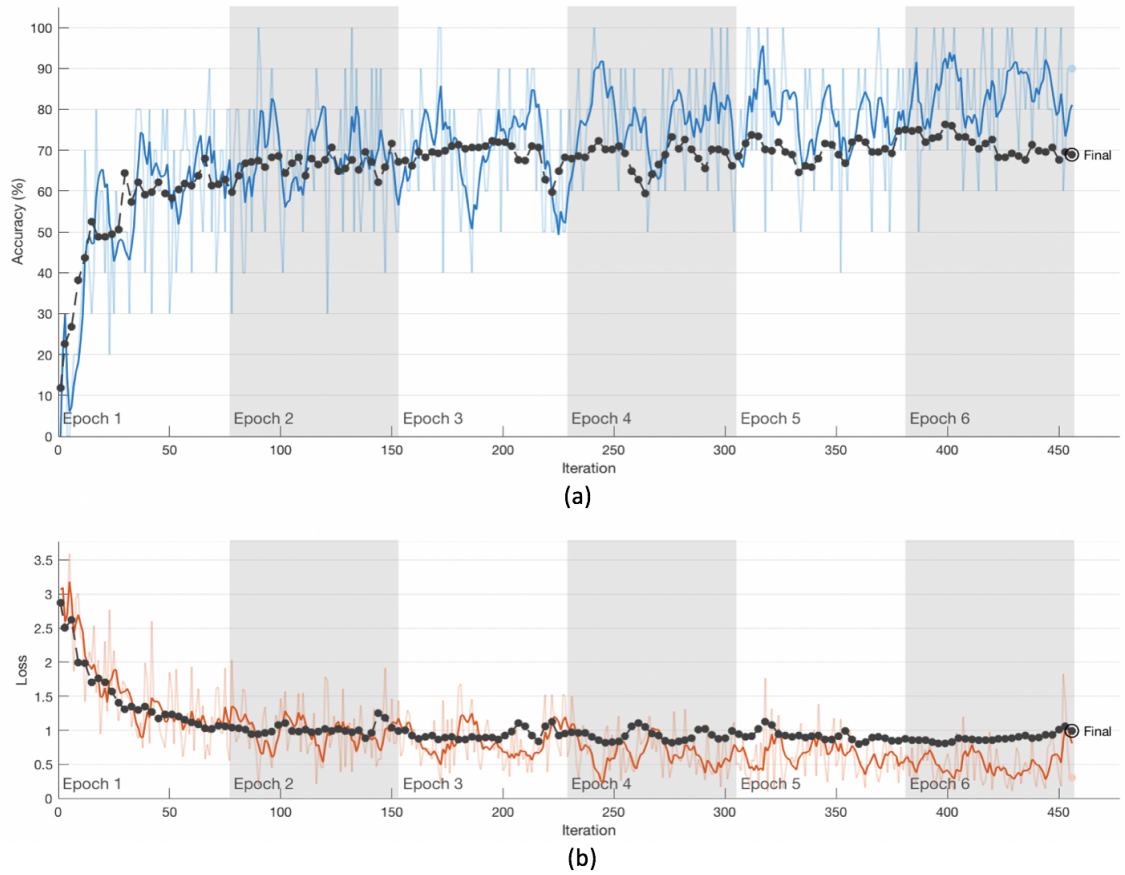 100
90
80
70
60
50
40
30
20
10
0
Accuracy (%)
Final
Epoch 1 Epoch 2 Epoch 3 Epoch 4 Epoch 5 Epoch 6
0 50 100 150 200 250 300 350 400 450
Iteration
(a)
3.5
3
2.5
2
1.5
1
0.5
0
Loss
Final
Epoch 1 Epoch 2 Epoch 3 Epoch 4 Epoch 5 Epoch 6
0 50 100 150 200 250 300 350 400 450
Iteration
(b)